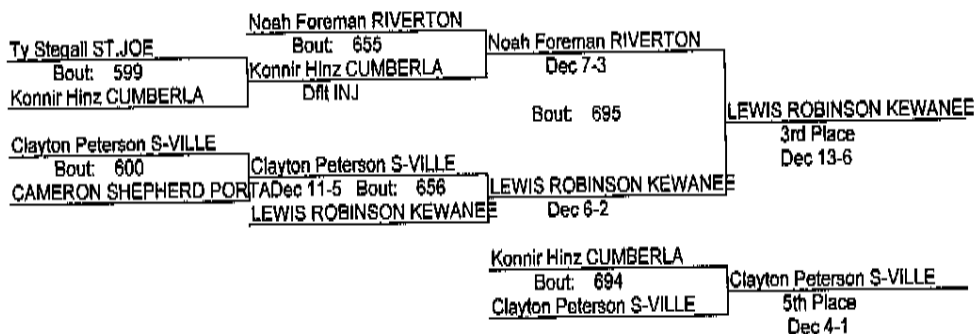 Noah Foreman RIVERTON
Ty Stegall ST.JOE
Bout: 655
Noah Foreman RIVERTON
Bout: 599
Konnir Hinz CUMBERLA
Dec 7-3
Konnir Hinz CUMBERLA
Dflt INJ
Bout: 695
LEWIS ROBINSON KEWANEE
3rd Place
Dec 13-6
Clayton Peterson S-VILLE
Bout: 600
Clayton Peterson S-VILLE
CAMERON SHEPHERD PORTA
Dec 11-5 Bout: 656
LEWIS ROBINSON KEWANEE
LEWIS ROBINSON KEWANEE
Dec 6-2
Konnir Hinz CUMBERLA
Bout: 694
Clayton Peterson S-VILLE
Clayton Peterson S-VILLE
5th Place
Dec 4-1